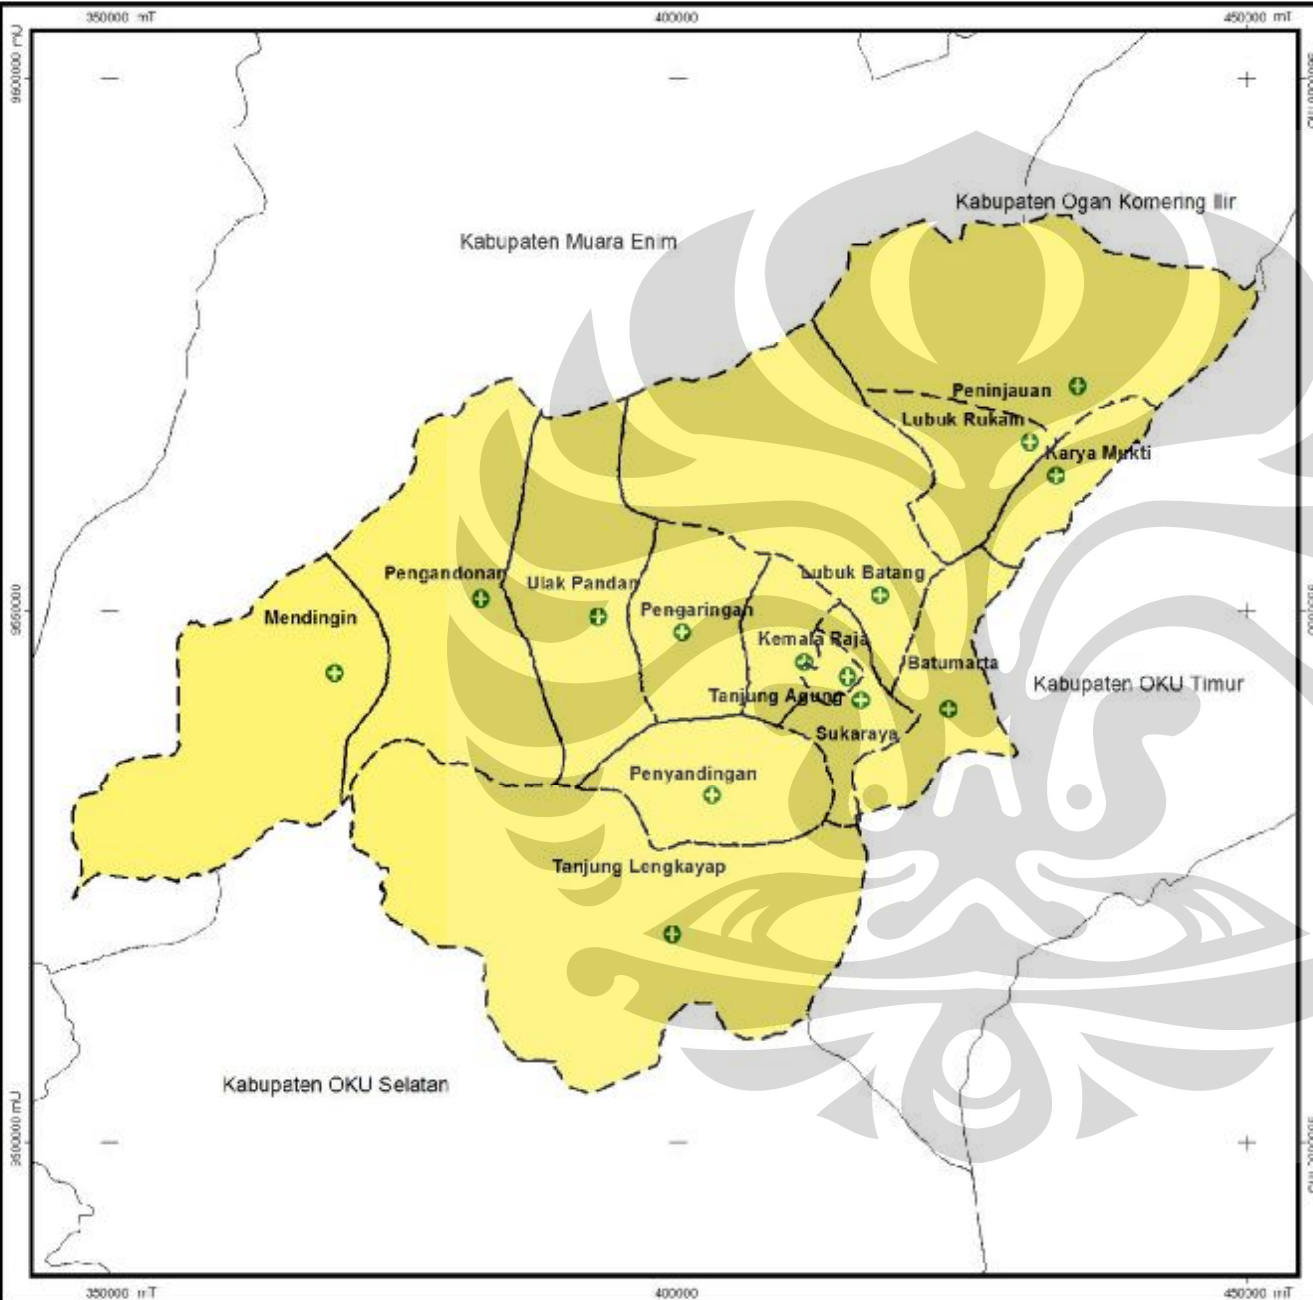 350000 mT
400000
450000 mT
9600000 mU
Kabupaten Ogan Komering Ilir
Kabupaten Muara Enim
Peninjauan
Lubuk Rukam
Karya Mukti
Pengandonan
Ulak Pandan
Lubuk Batang
Mendingin
Pengaringan
9550000
Kemala Raja
Batumarta
Kabupaten OKU Timur
Tanjung Agung
Sukaraya
Penyandingan
Tanjung Lengkayap
Kabupaten OKU Selatan
9500000 mU
350000 mT
400000
450000 mT